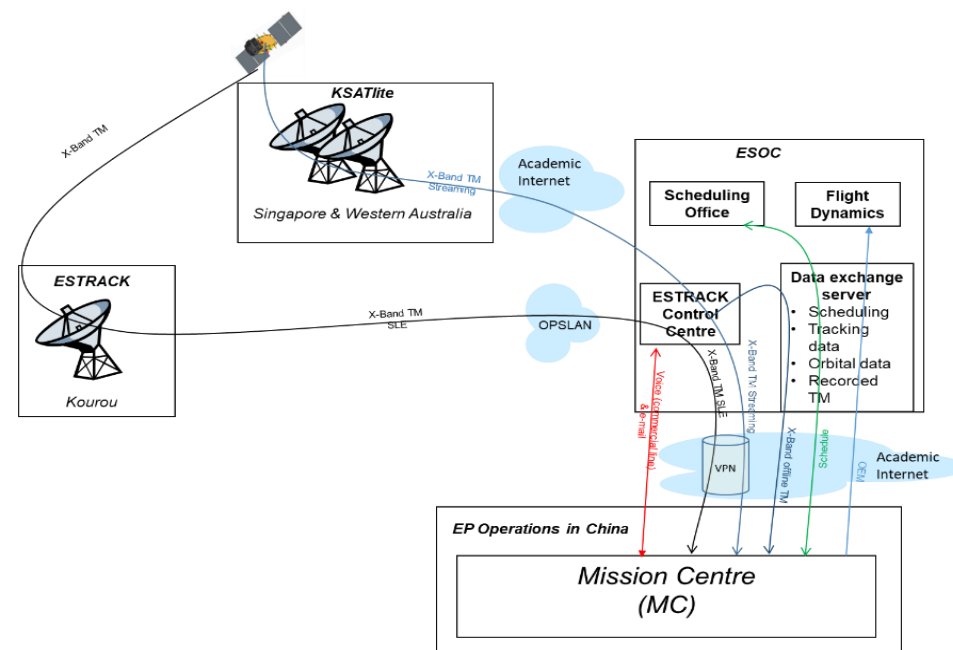 X-Band TM
KSATlite
X-Band TM
Streaming
Singapore & Western Australia
Academic
Internet
ESOC
Scheduling
Office
Flight
Dynamics
ESTRACK
Kourou
X-Band TM
SLE
OPSLAN
ESTRACK
Control
Centre
Data exchange
server
• Scheduling
• Tracking
data
• Orbital data
• Recorded
TM
Voice (commercial line)
& e-mail
X-Band TM SLE
X-Band TM Streaming
X-Band offline TM
Schedule
OEM
VPN
Academic
Internet
EP Operations in China
Mission Centre
(MC)